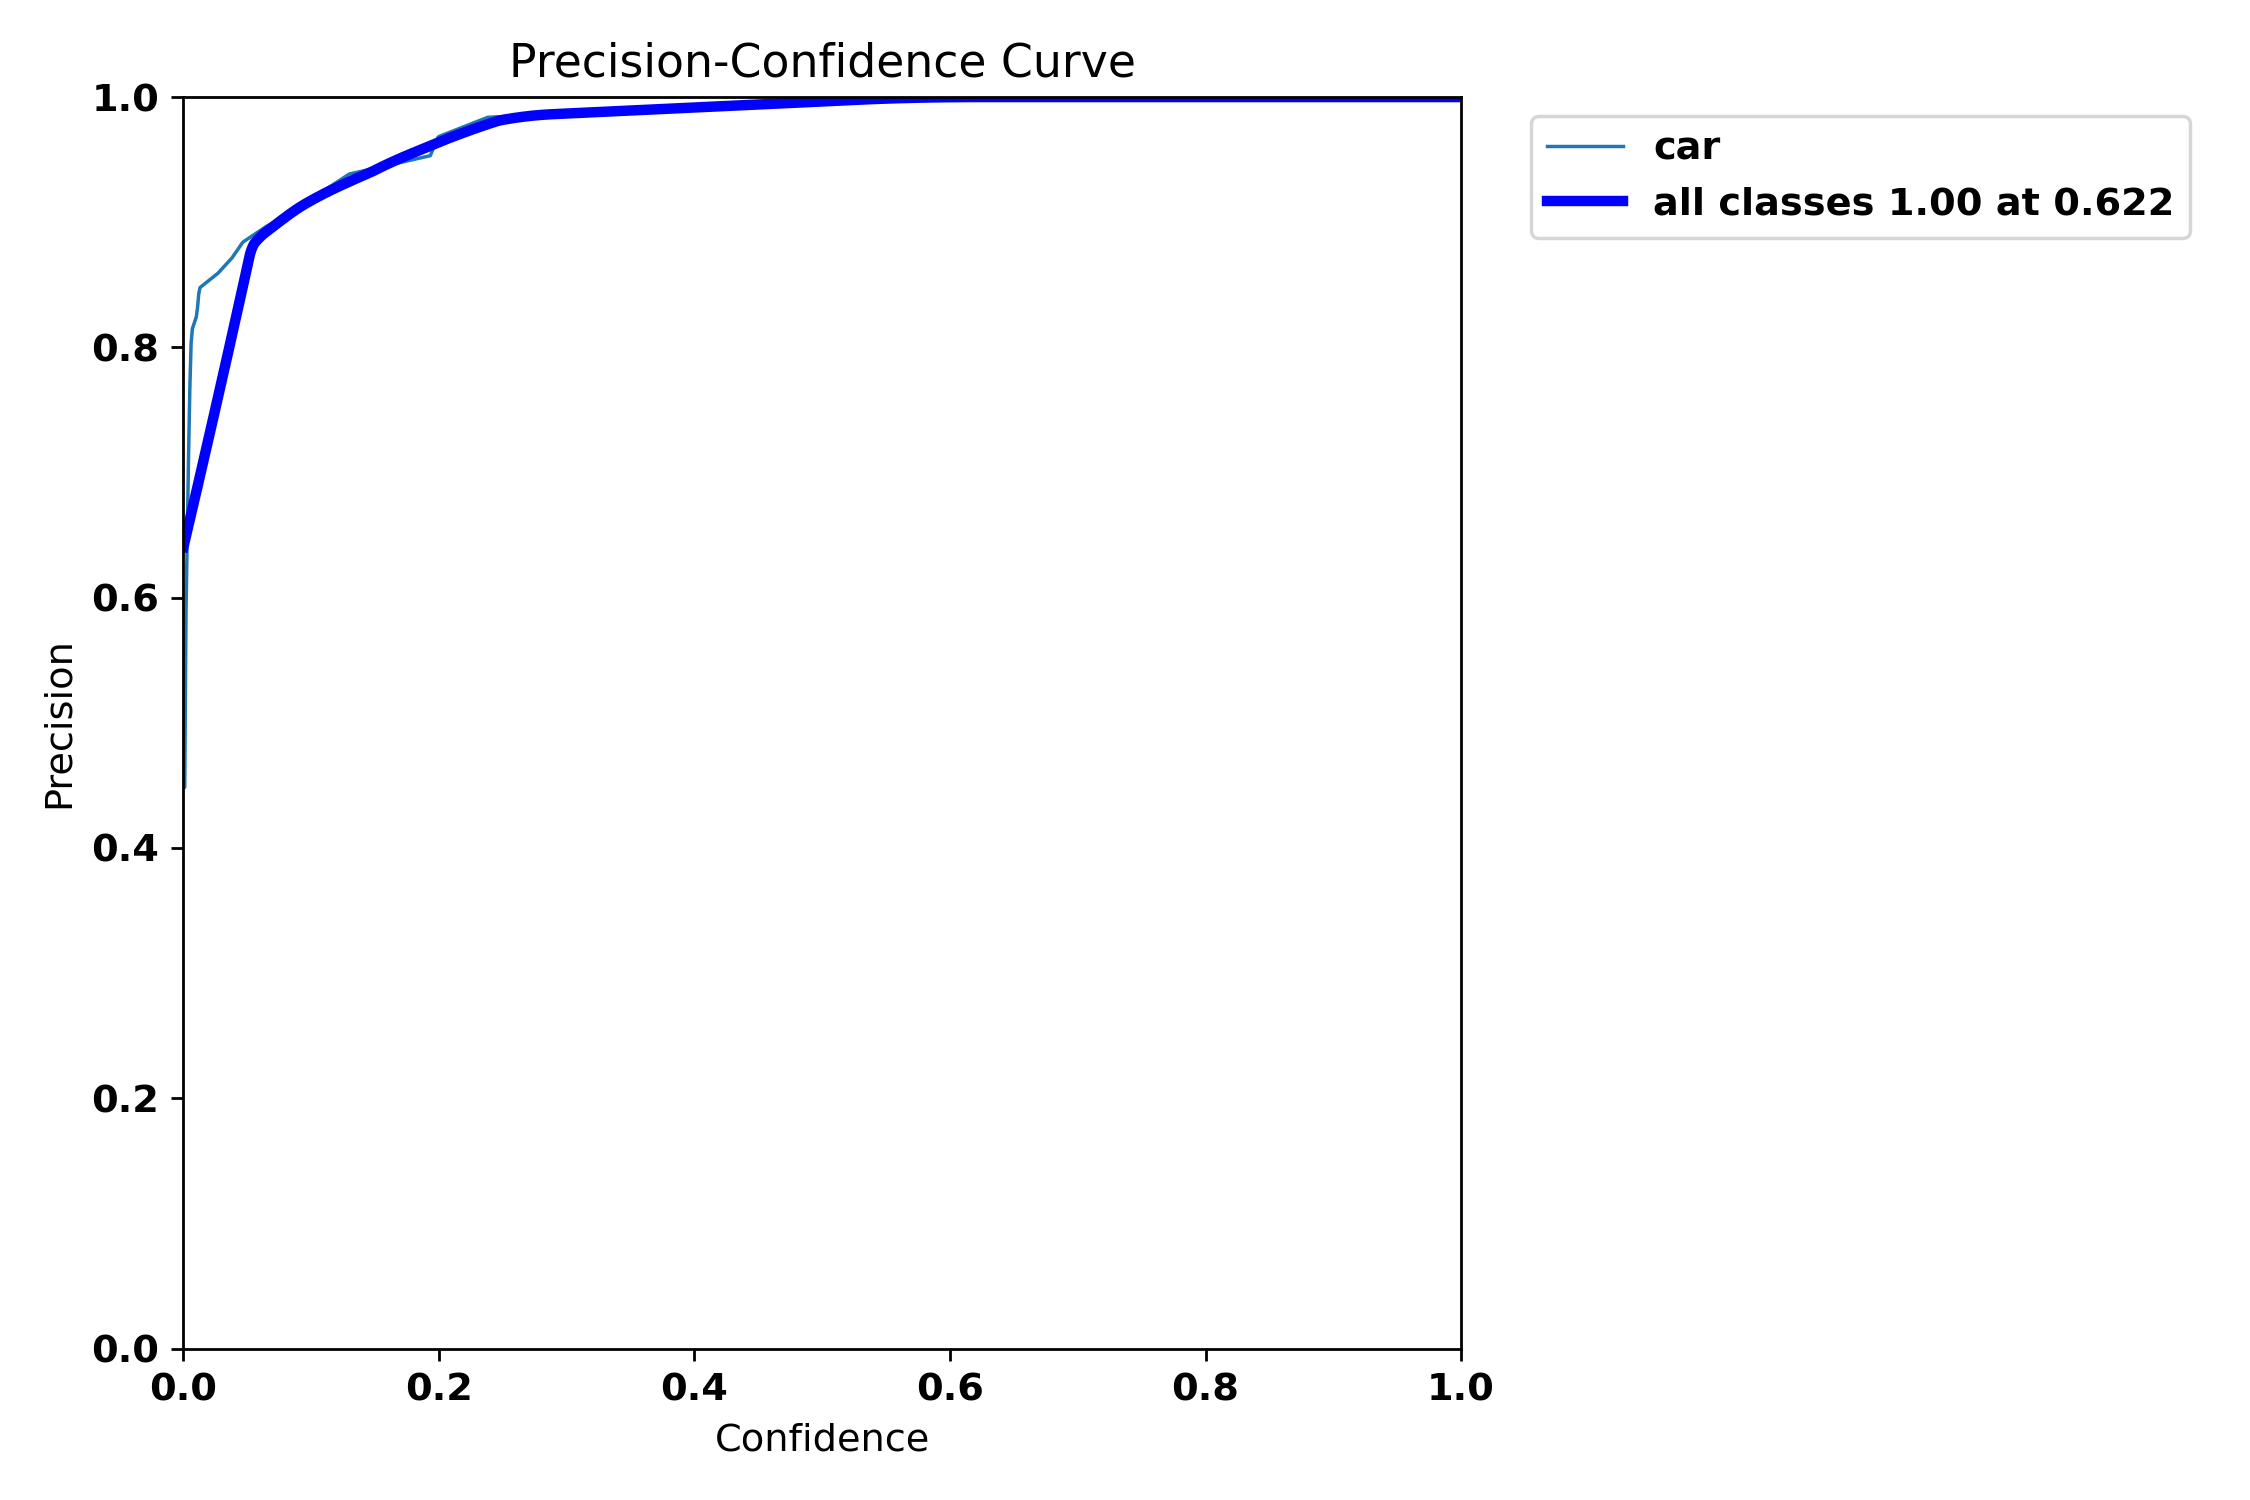 Precision-Confidence Curve
1.0
0.8
0.6
0.4
0.2
0.0
Precision
0.0 0.2 0.4 0.6 0.8 1.0
Confidence
car
all classes 1.00 at 0.622